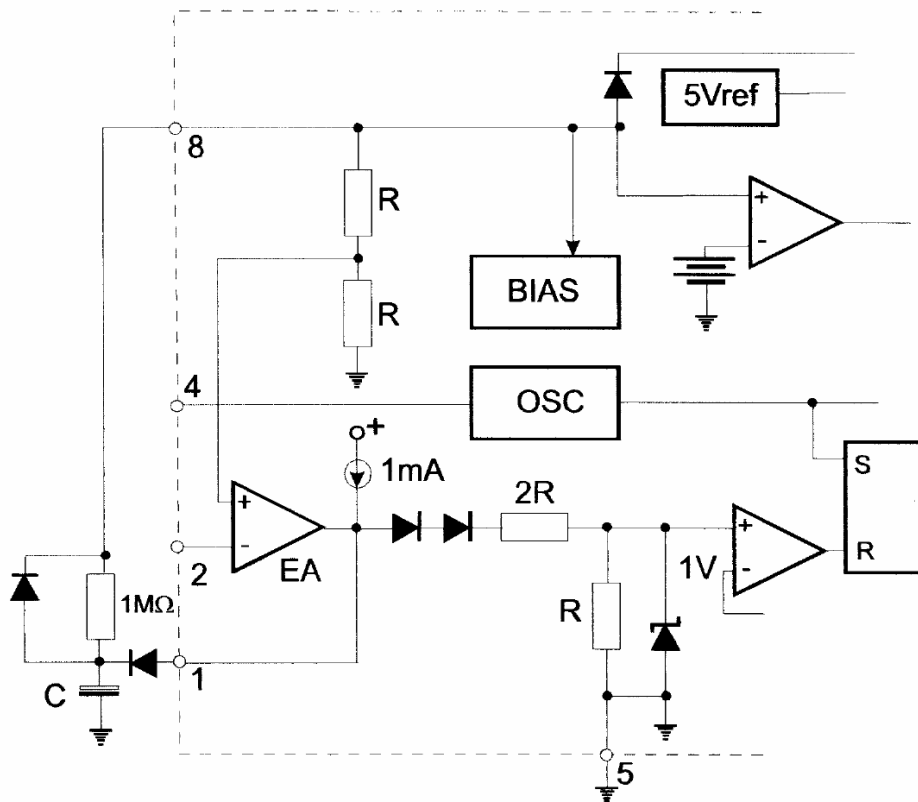 5Vref
8
R
+
-
BIAS
R
4
OSC
+
1mA
S
2R
+
+
EA
-
1V
-
R
2
1MΩ
R
1
C
5